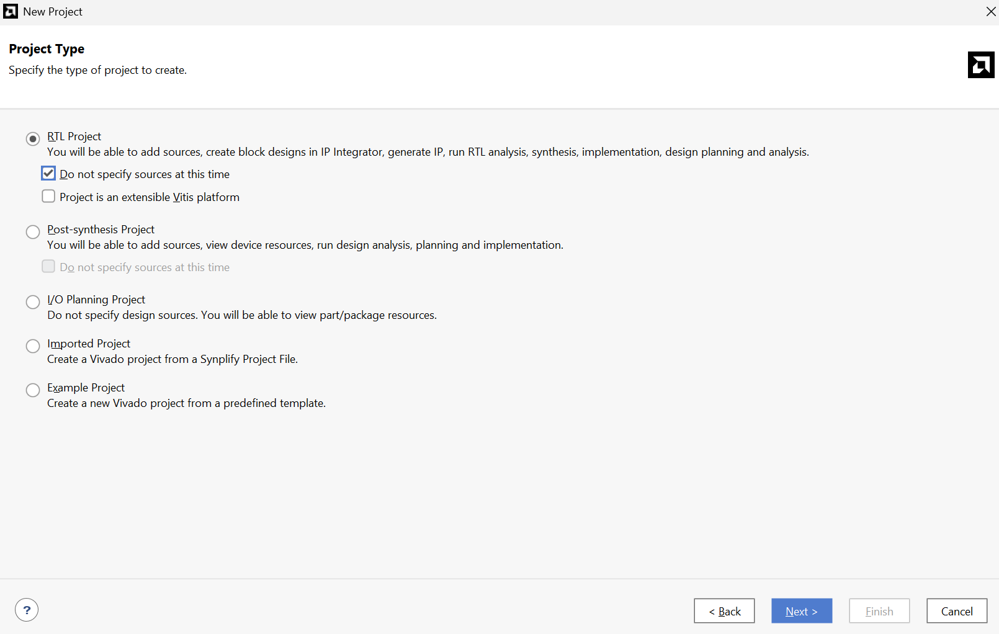 New Project
Project Type
Specify the type of project to create.
RTL Project
You will be able to add sources, create block designs in IP Integrator, generate IP, run RTL analysis, synthesis, implementation, design planning and analysis.
Do not specify sources at this time
Project is an extensible Vitis platform
Post-synthesis Project
You will be able to add sources, view device resources, run design analysis, planning and implementation.
Do not specify sources at this time
I/O Planning Project
Do not specify design sources. You will be able to view part/package resources.
Imported Project
Create a Vivado project from a Synplify Project File.
Example Project
Create a new Vivado project from a predefined template.
? < Back Next > Finish Cancel